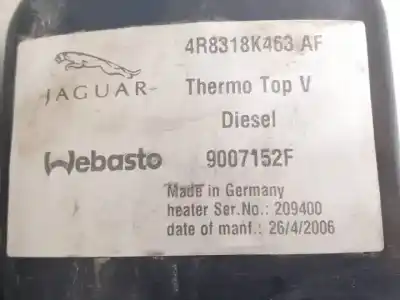 4R8318K463 AF
JAGUAR
Thermo Top V
Diesel
Webasto 9007152F
Made in Germany
heater Ser.No.: 209400
date of manf.: 26/4/2006